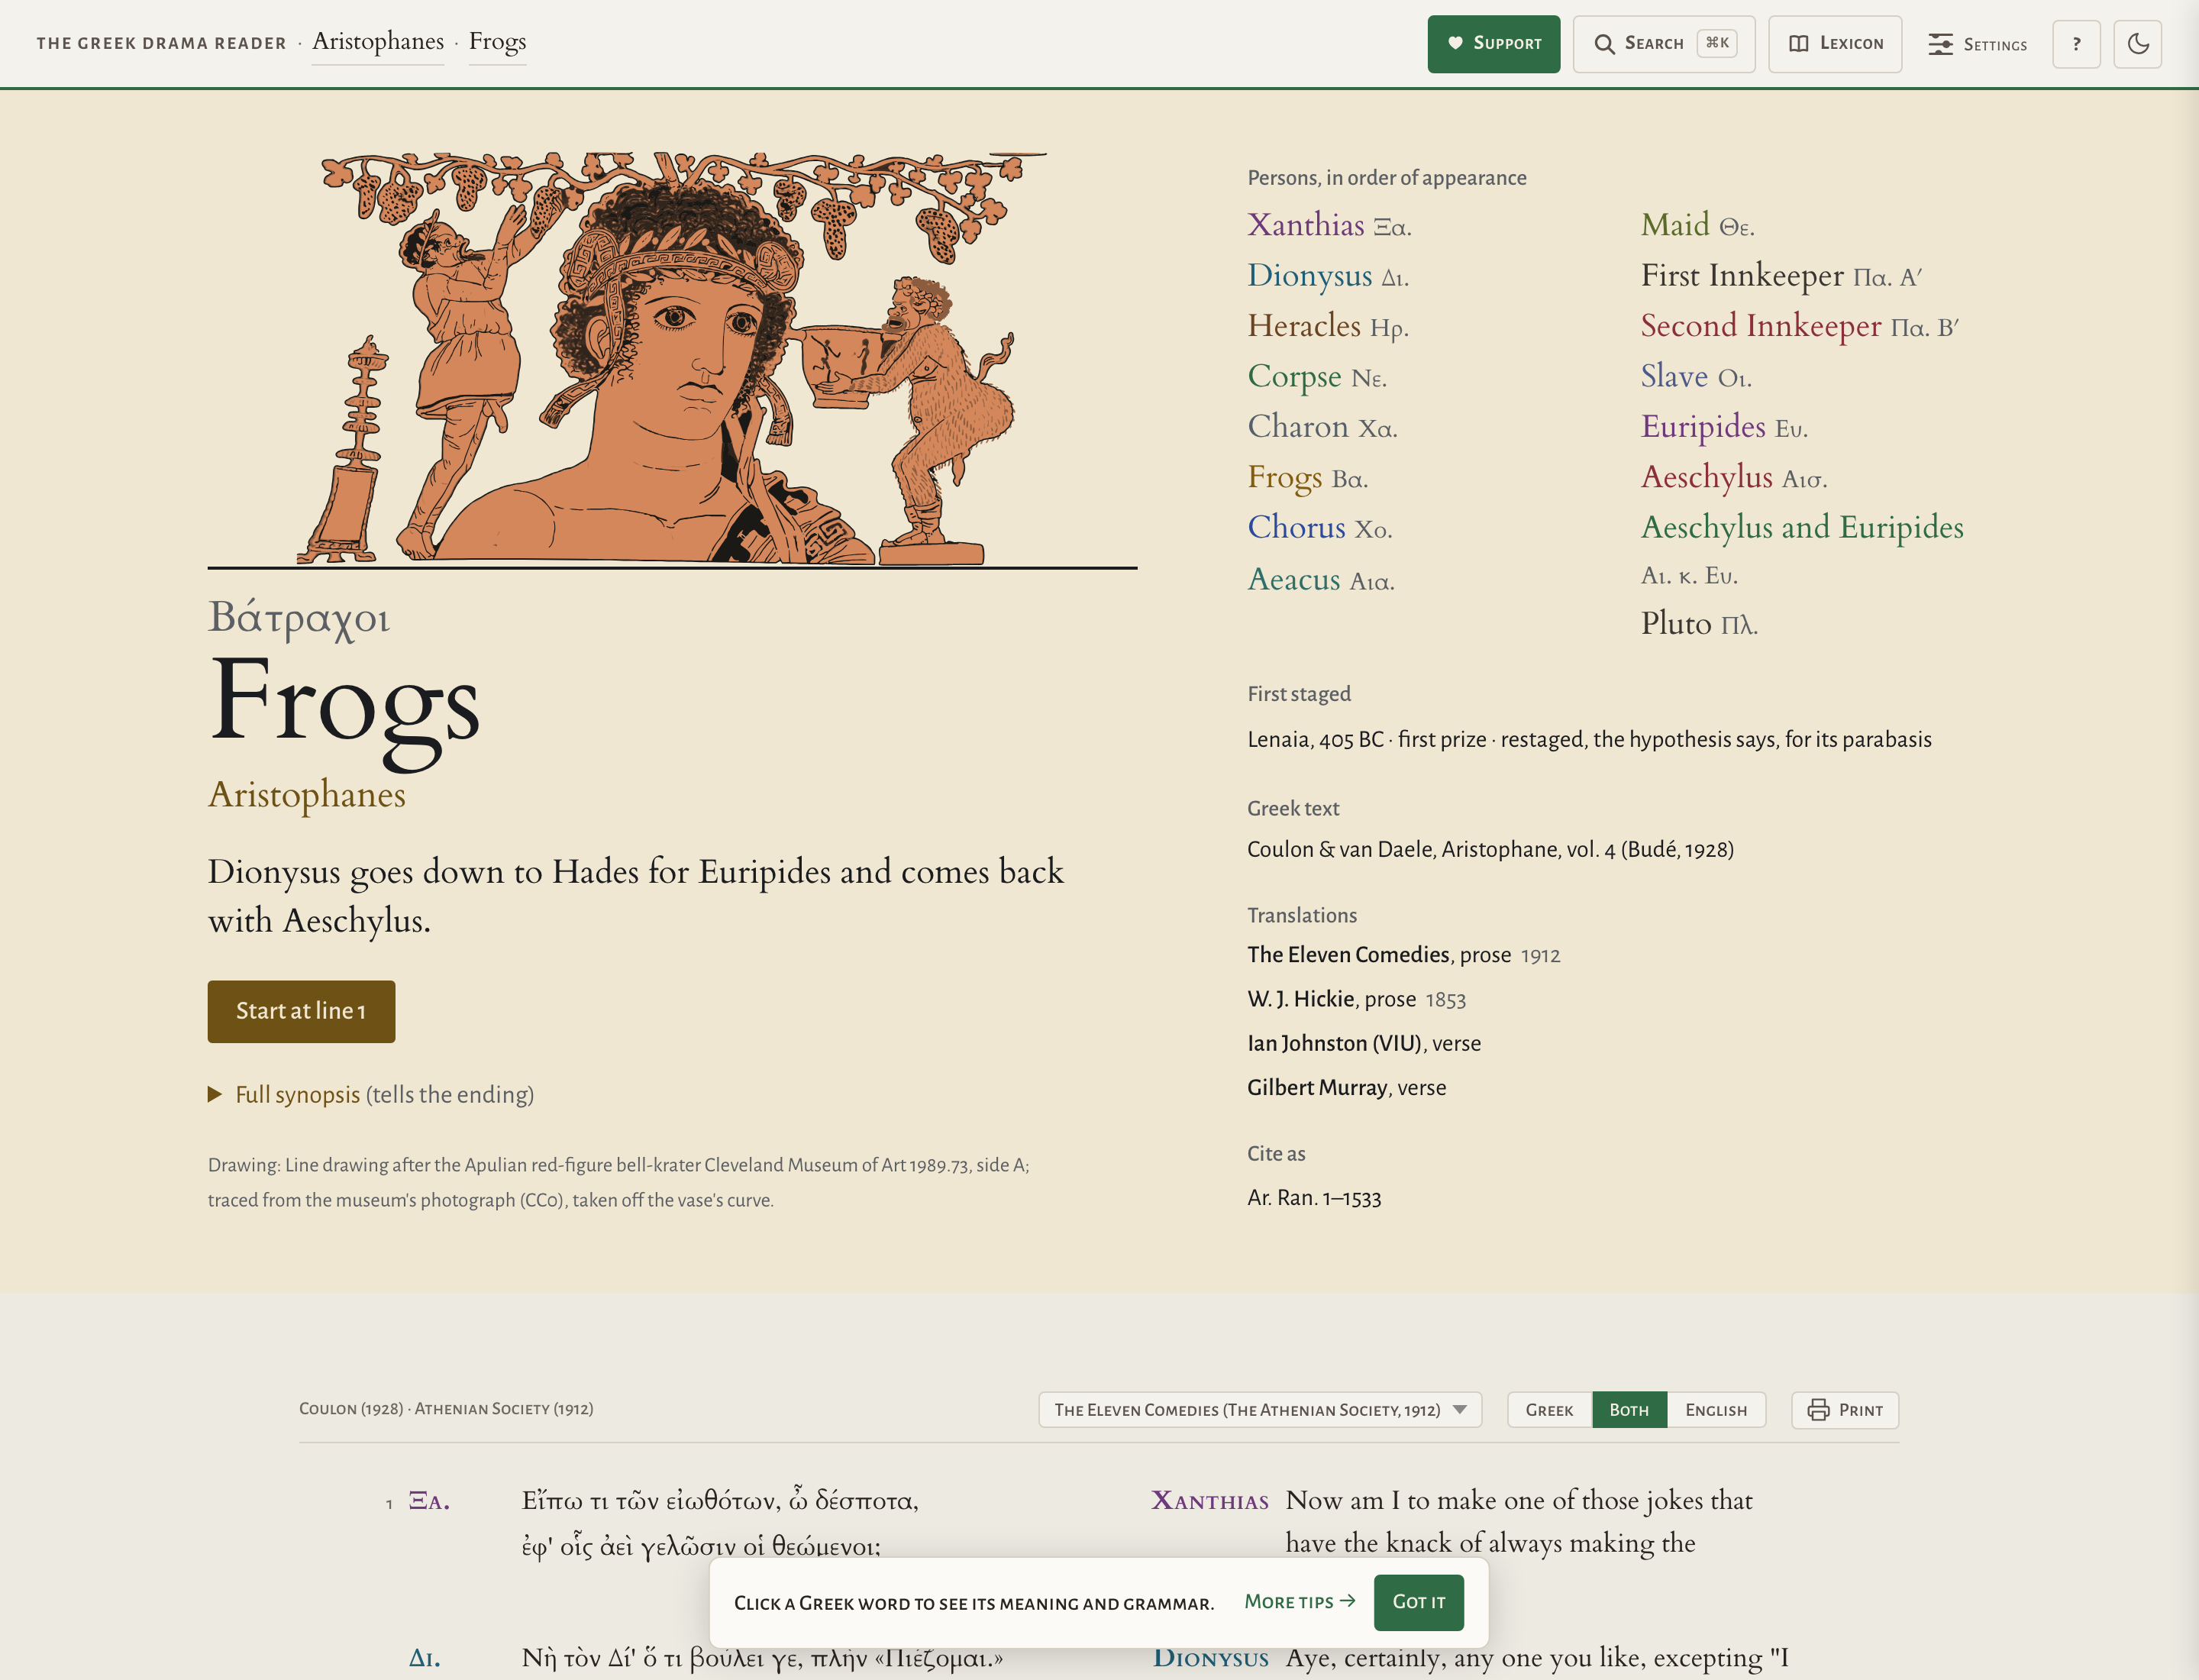 THE GREEK DRAMA READER · Aristophanes · Frogs
Support
Search ⌘K
Lexicon
Settings
?
Βάτραχοι
Frogs
Aristophanes
Dionysus goes down to Hades for Euripides and comes back
with Aeschylus.
Start at line 1
Full synopsis (tells the ending)
Drawing: Line drawing after the Apulian red-figure bell-krater Cleveland Museum of Art 1989.73, side A;
traced from the museum's photograph (CC0), taken off the vase's curve.
Persons, in order of appearance
Xanthias Ξα.
Dionysus Δι.
Heracles Ηρ.
Corpse Νε.
Charon Χα.
Frogs Βα.
Chorus Χο.
Aeacus Αια.
Maid Θε.
First Innkeeper Πα. Α′
Second Innkeeper Πα. Β′
Slave Οι.
Euripides Ευ.
Aeschylus Αισ.
Aeschylus and Euripides
Αι. κ. Ευ.
Pluto Πλ.
First staged
Lenaia, 405 BC · first prize · restaged, the hypothesis says, for its parabasis
Greek text
Coulon & van Daele, Aristophane, vol. 4 (Budé, 1928)
Translations
The Eleven Comedies, prose 1912
W. J. Hickie, prose 1853
Ian Johnston (VIU), verse
Gilbert Murray, verse
Cite as
Ar. Ran. 1–1533
Coulon (1928) · Athenian Society (1912)
The Eleven Comedies (The Athenian Society, 1912)
Greek
Both
English
Print
1 Ξα. Εἴπω τι τῶν εἰωθότων, ὦ δέσποτα,
ἐφ' οἷς ἀεὶ γελῶσιν οἱ θεώμενοι;
Xanthias Now am I to make one of those jokes that
have the knack of always making the
Δι. Νὴ τὸν Δί' ὅ τι βούλει γε, πλὴν «Πιέζομαι.»
Dionysus Aye, certainly, any one you like, excepting "I
Click a Greek word to see its meaning and grammar.
More tips →
Got it